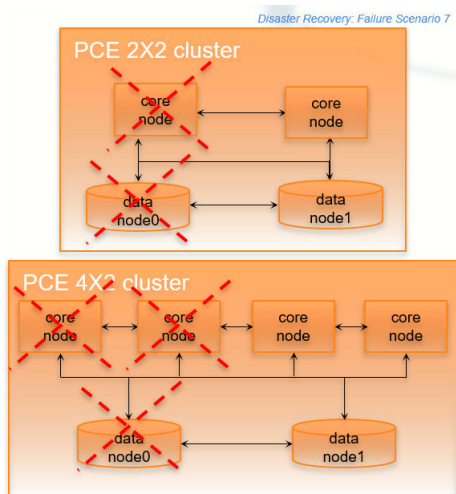 Disaster Recovery: Failure Scenario 7
PCE 2X2 cluster
core
node
core
node
data
node0
data
node1
PCE 4X2 cluster
core
node
core
node
core
node
core
node
data
node0
data
node1